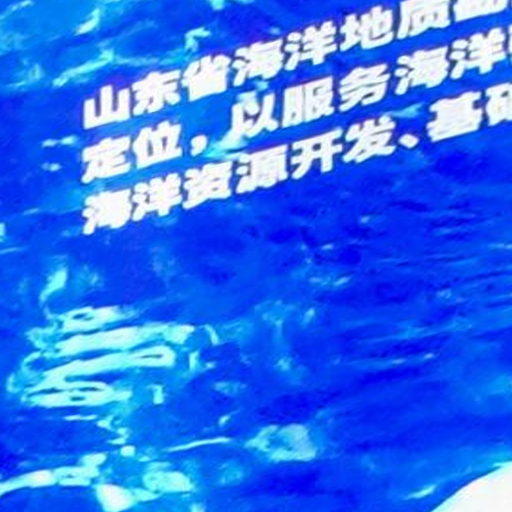 山东省海洋地质
定位，以服务海洋
海洋资源开发、基础